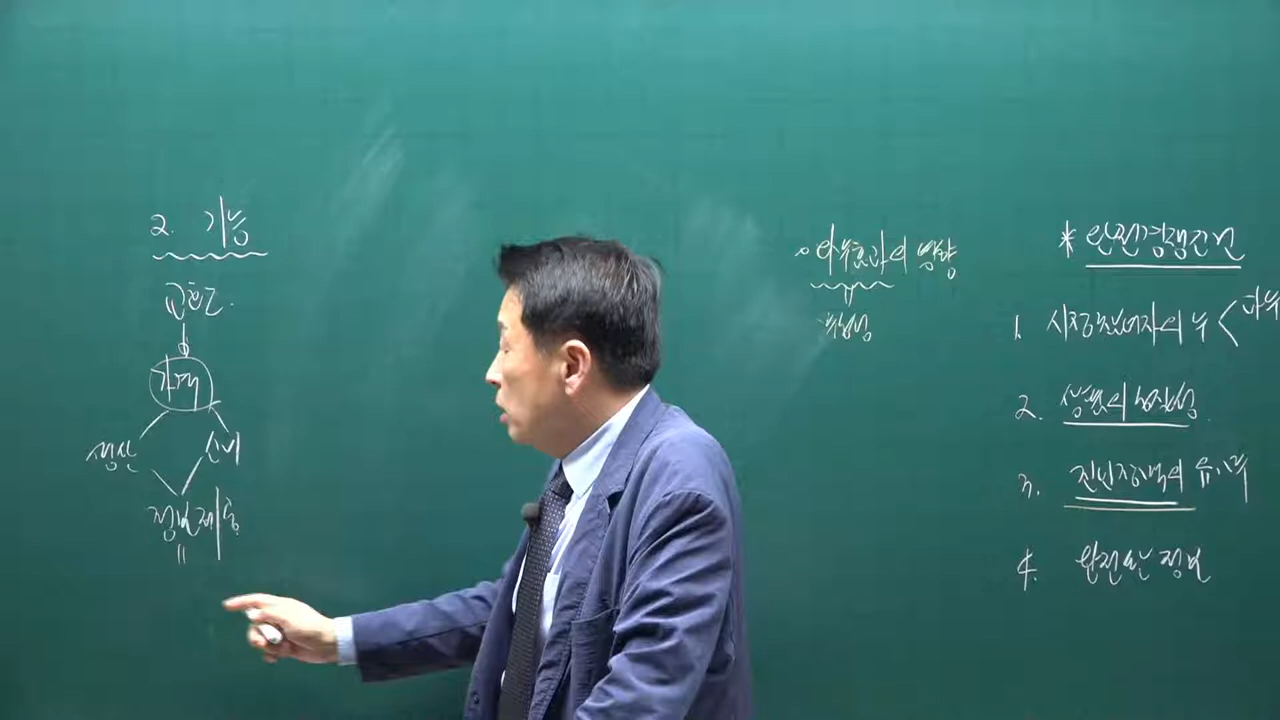 2. 기능
교환
가격
생산
소비
정보제공
"
외부효과의 영향
* 완전경쟁조건
1. 시장참여자의 수 <
2. 상품의 동질성
3. 진입장벽의 유 / 무
4. 완전한 정보